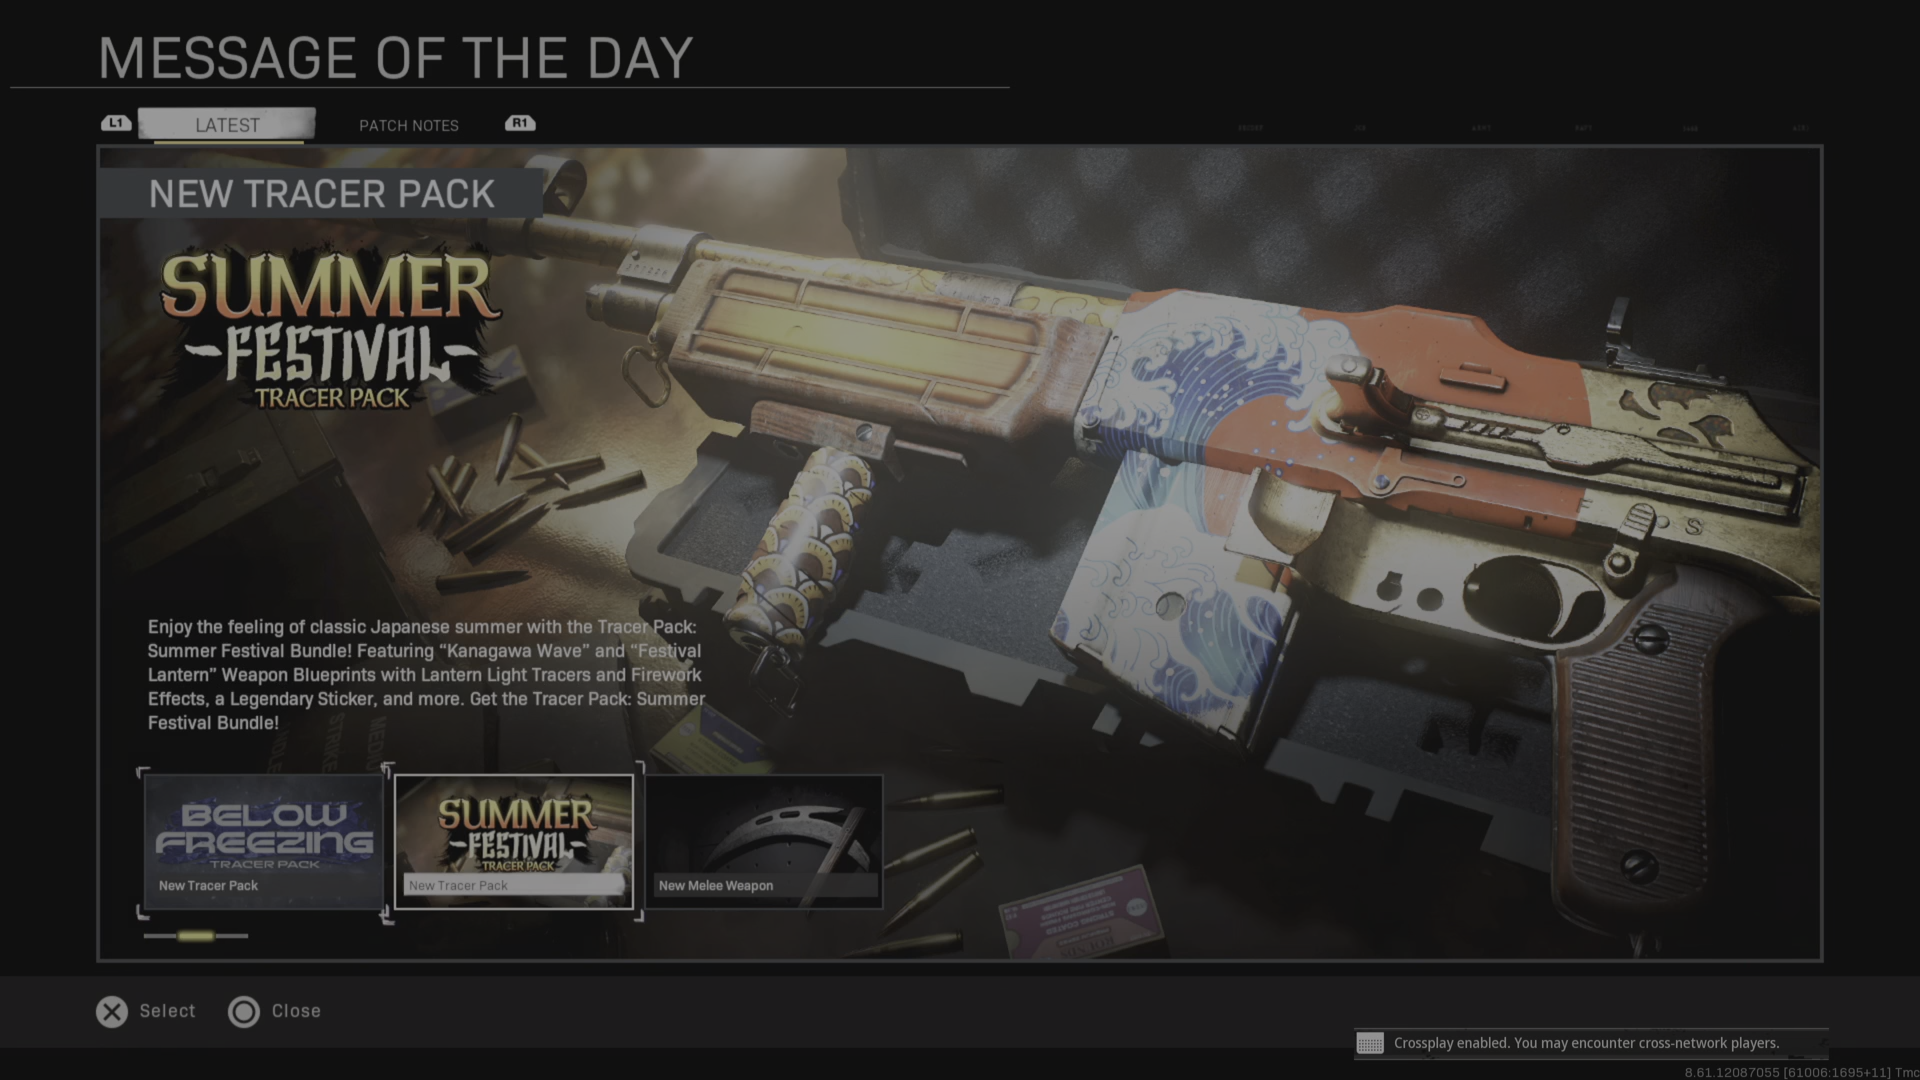 MESSAGE OF THE DAY
L1
LATEST
PATCH NOTES
R1
NEW TRACER PACK
SUMMER
-FESTIVAL-
TRACER PACK
Enjoy the feeling of classic Japanese summer with the Tracer Pack:
Summer Festival Bundle! Featuring “Kanagawa Wave” and “Festival
Lantern” Weapon Blueprints with Lantern Light Tracers and Firework
Effects, a Legendary Sticker, and more. Get the Tracer Pack: Summer
Festival Bundle!
S
BELOW
FREEZING
TRACER PACK
New Tracer Pack
SUMMER
-FESTIVAL-
TRACER PACK
New Tracer Pack
New Melee Weapon
Select
Close
Crossplay enabled. You may encounter cross-network players.
8.61.12087055 [61006:1695+11] Tmc